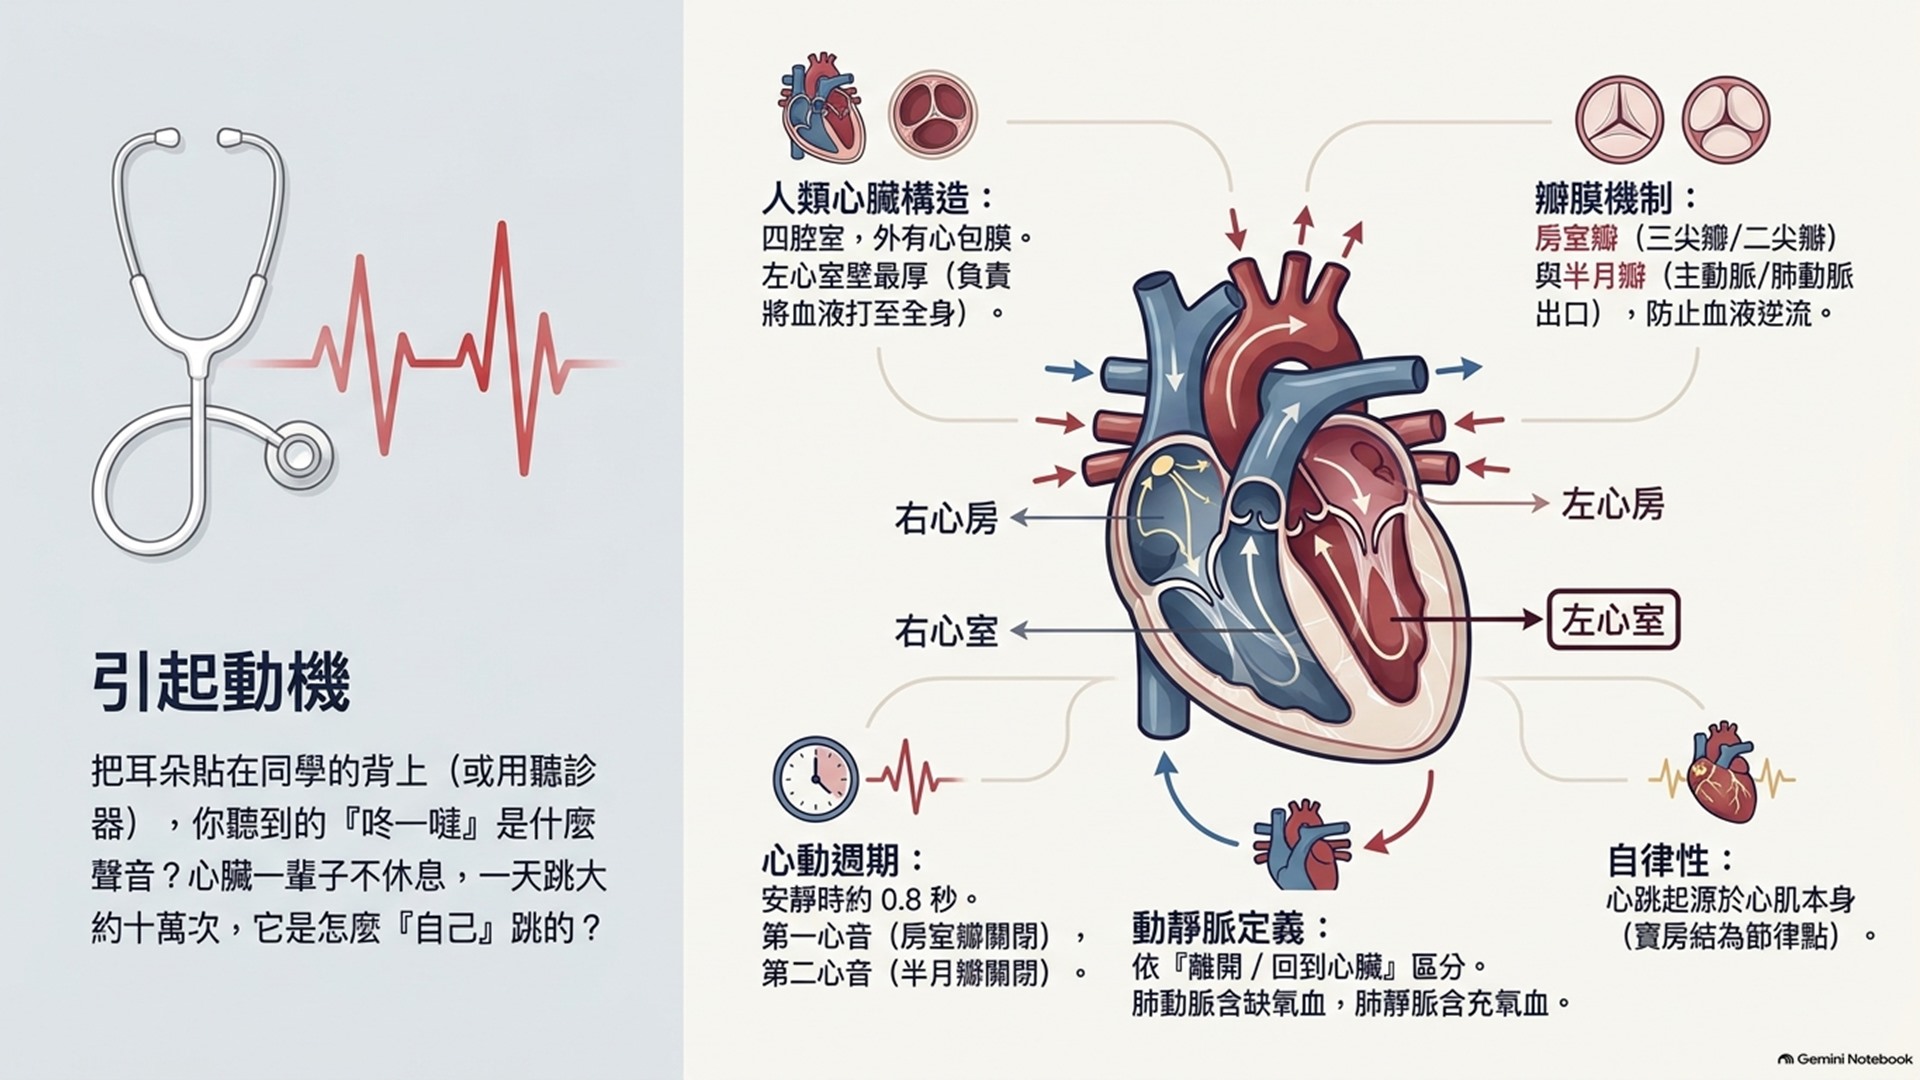 引起動機
把耳朵貼在同學的背上（或用聽診
器），你聽到的『咚—噠』是什麼
聲音？心臟一輩子不休息，一天跳大
約十萬次，它是怎麼『自己』跳的？
人類心臟構造：
四腔室，外有心包膜。
左心室壁最厚（負責
將血液打至全身）。
瓣膜機制：
房室瓣（三尖瓣/二尖瓣）
與半月瓣（主動脈/肺動脈
出口），防止血液逆流。
右心房
左心房
右心室
左心室
心動週期：
安靜時約 0.8 秒。
第一心音（房室瓣關閉），
第二心音（半月瓣關閉）。
動靜脈定義：
依『離開 / 回到心臟』區分。
肺動脈含缺氧血，肺靜脈含充氧血。
自律性：
心跳起源於心肌本身
（寶房結為節律點）。
Gemini Notebook